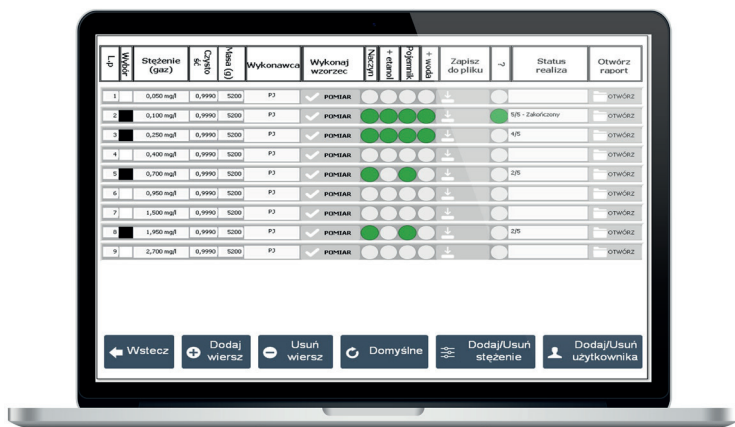 L.p Wybór Stężenie (gaz) Czysto ść Masa (g) Wykonawca Wykonaj wzorzec Naczyn + etanol Pojemnik + woda Zapisz do pliku ? Status realiza Otwórz raport
1 0,050 mg/l 0,9990 5200 PJ POMIAR OTWÓRZ
2 0,100 mg/l 0,9990 5200 PJ POMIAR 5/5 - Zakończony OTWÓRZ
3 0,250 mg/l 0,9990 5200 PJ POMIAR 4/5 OTWÓRZ
4 0,400 mg/l 0,9990 5200 PJ POMIAR OTWÓRZ
5 0,700 mg/l 0,9990 5200 PJ POMIAR 2/5 OTWÓRZ
6 0,950 mg/l 0,9990 5200 PJ POMIAR OTWÓRZ
7 1,500 mg/l 0,9990 5200 PJ POMIAR OTWÓRZ
8 1,950 mg/l 0,9990 5200 PJ POMIAR 2/5 OTWÓRZ
9 2,700 mg/l 0,9990 5200 PJ POMIAR OTWÓRZ
Wstecz Dodaj wiersz Usuń wiersz Domyślne Dodaj/Usuń stężenie Dodaj/Usuń użytkownika